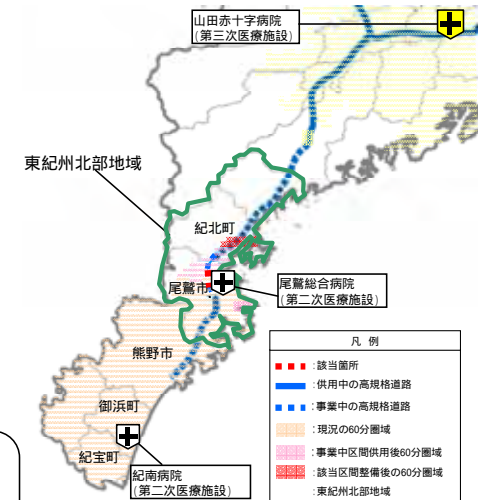 山田赤十字病院
(第三次医療施設)
東紀州北部地域
紀北町
尾鷲市
尾鷲総合病院
(第二次医療施設)
熊野市
御浜町
紀宝町
紀南病院
(第二次医療施設)
凡 例
:該当箇所
:供用中の高規格道路
:事業中の高規格道路
:現況の60分圏域
:事業中区間供用後60分圏域
:該当区間整備後の60分圏域
:東紀州北部地域